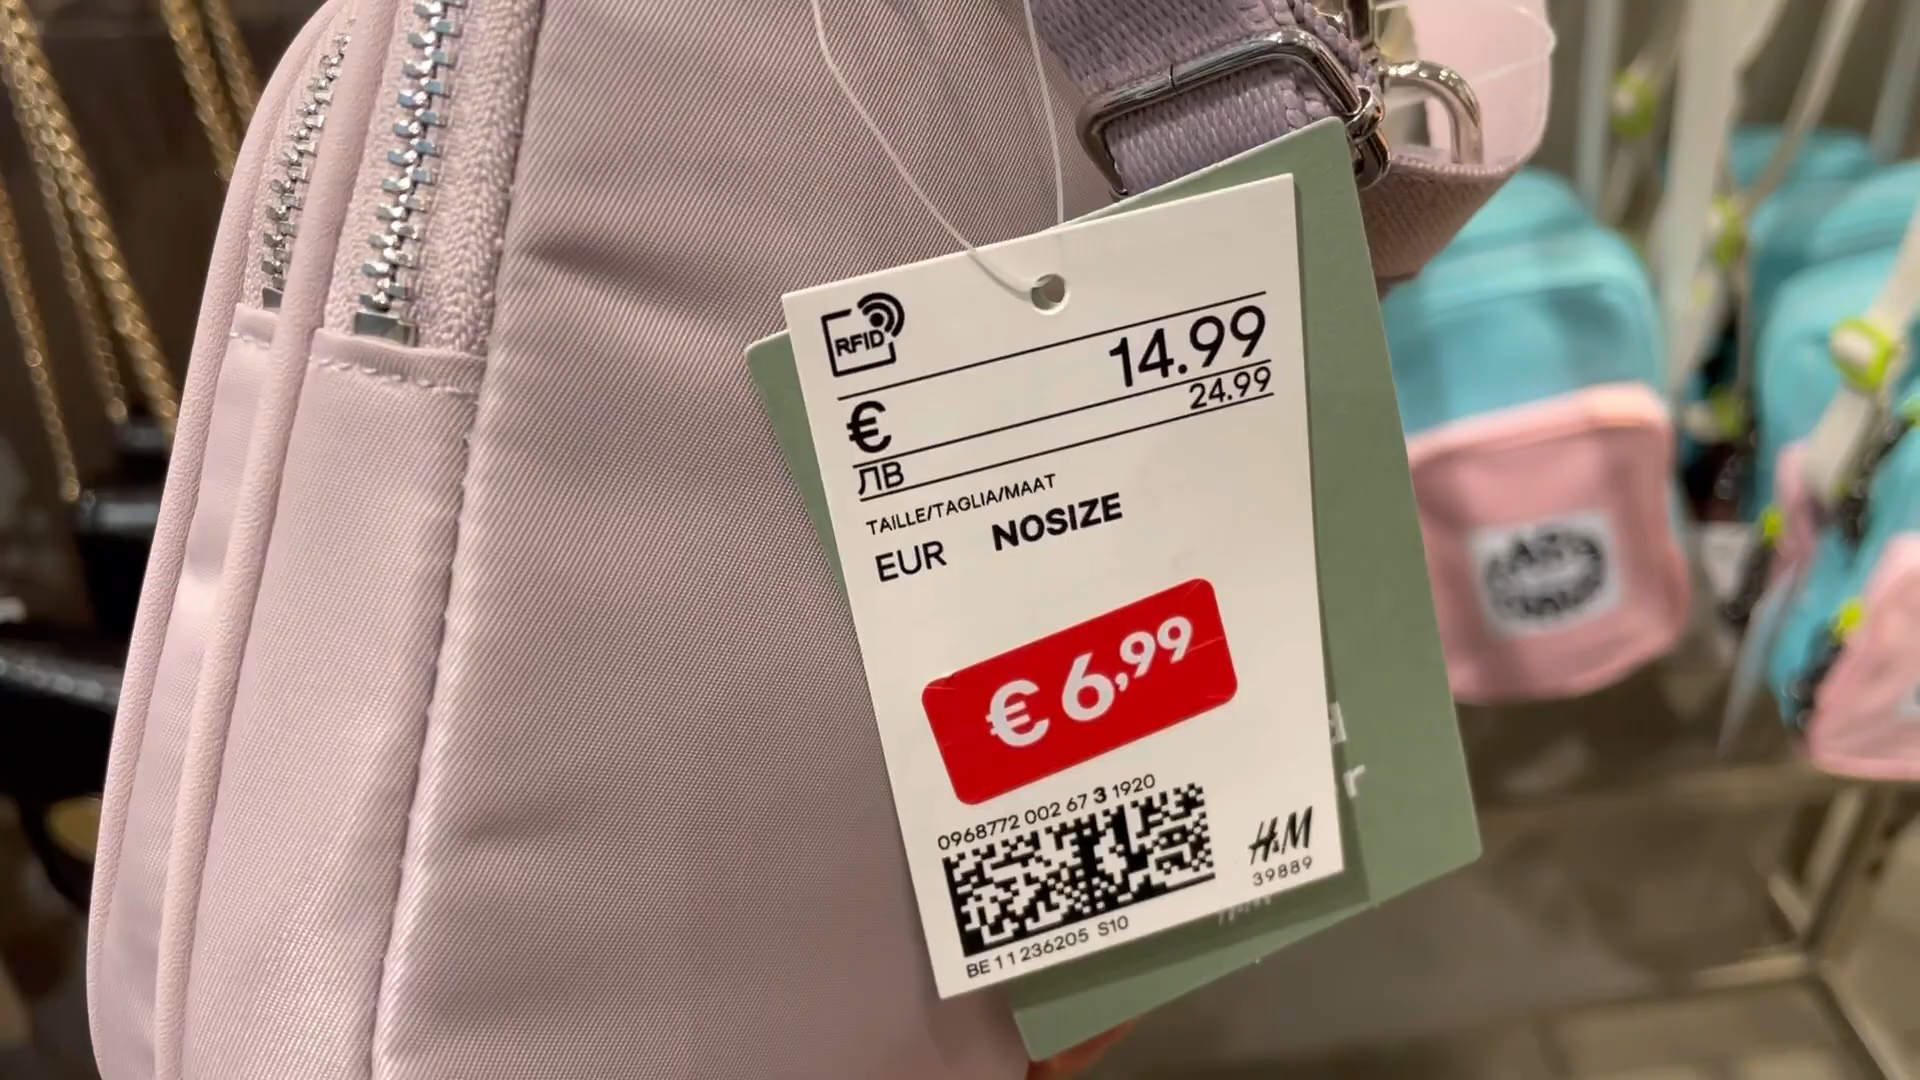 RFID
14.99
€
24.99
ЛВ
TAILLE/TAGLIA/MAAT
EUR NOSIZE
€ 6,99
0968772 002 67 3 1920
H&M
39889
BE 11 236205 S10
r